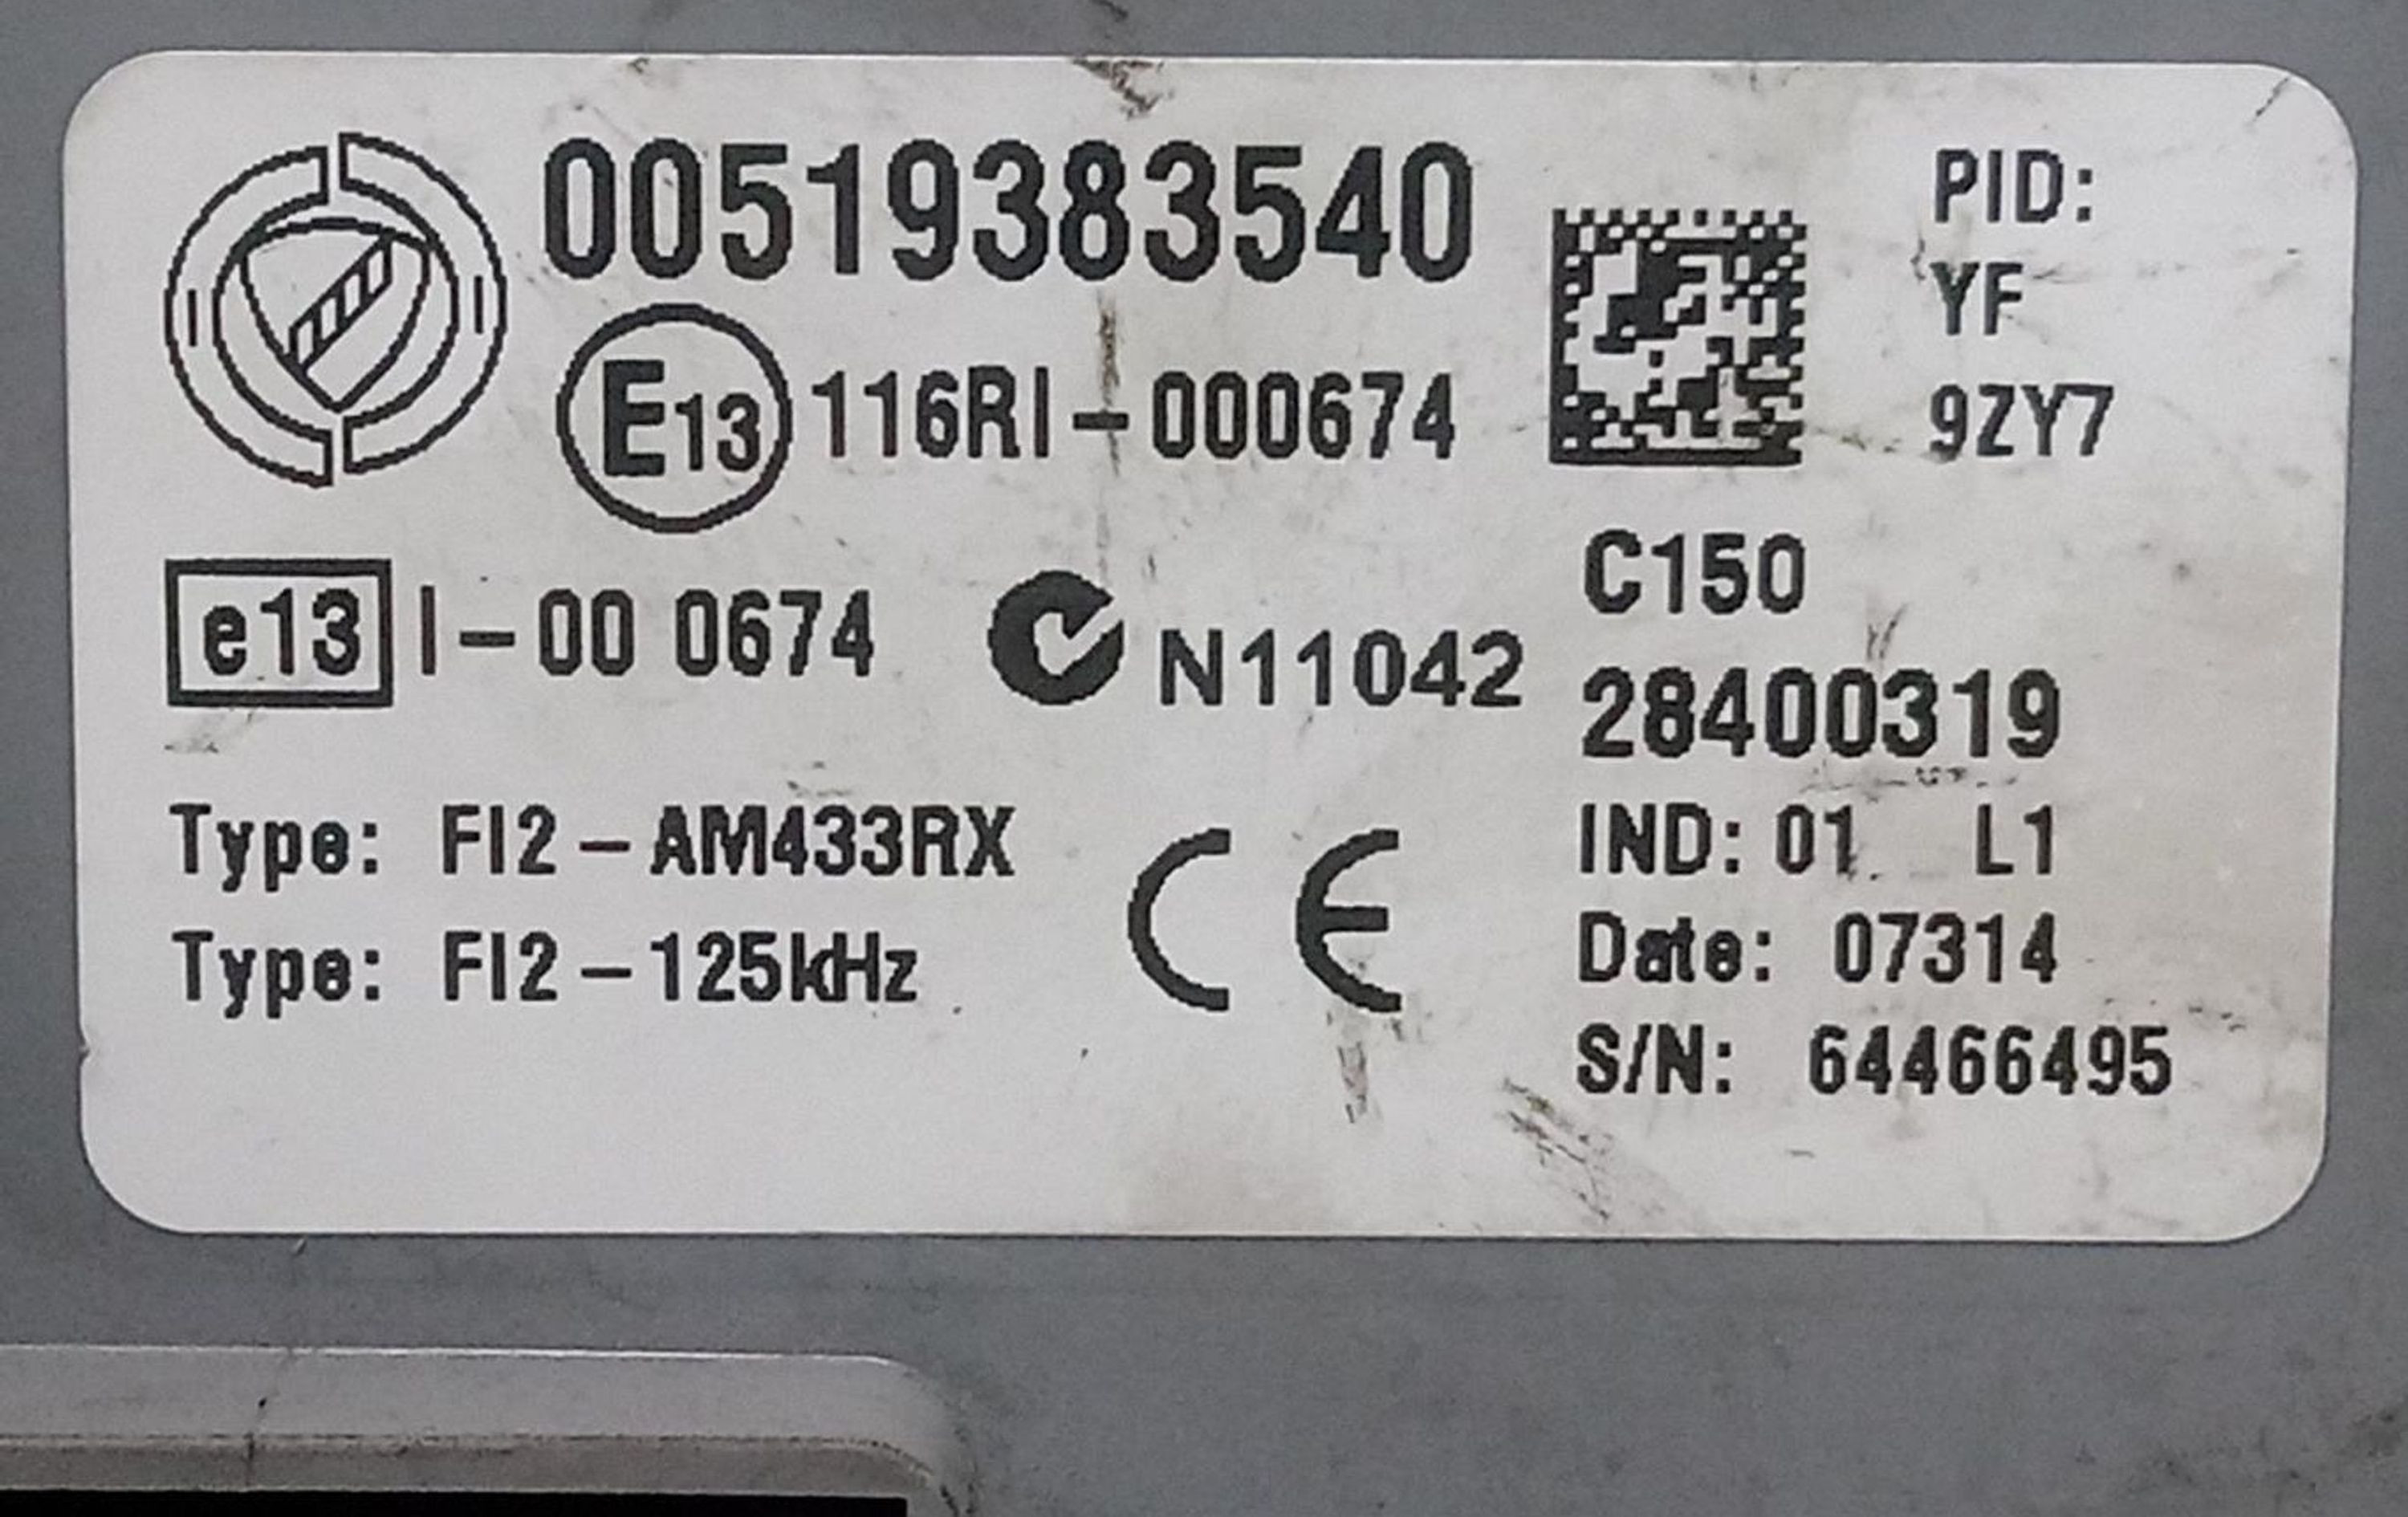 00519383540
PID:
YF
9ZY7
E13 116RI-000674
C150
e13 I-00 0674
N11042
28400319
Type: FI2-AM433RX
IND: 01 L1
Type: FI2-125kHz
CE
Date: 07314
S/N: 64466495